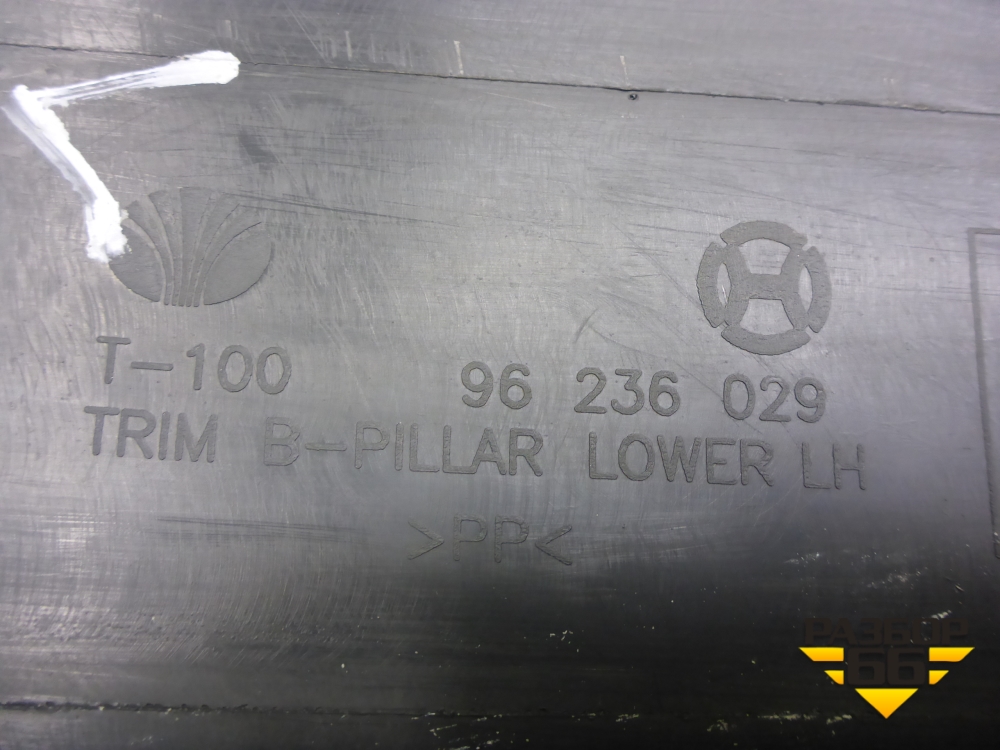 T-100 96 236 029
TRIM B-PILLAR LOWER LH
>PP<
РАЗБОР
66